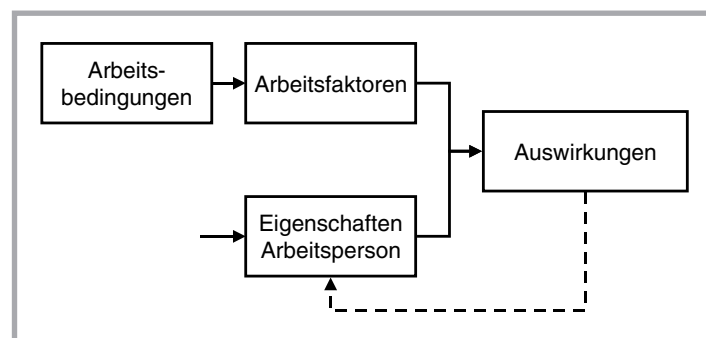 Arbeits-
bedingungen
Arbeitsfaktoren
Auswirkungen
Eigenschaften
Arbeitsperson